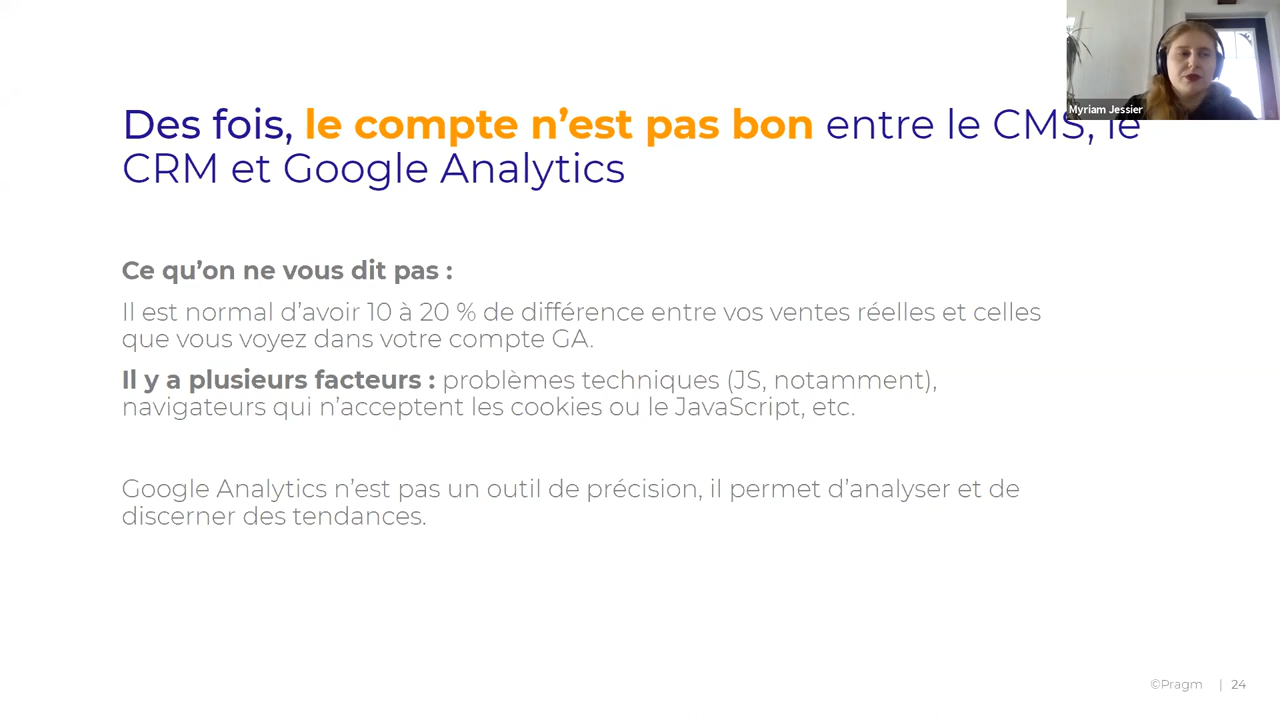 Myriam Jessier
Des fois, le compte n’est pas bon entre le CMS, le
CRM et Google Analytics
Ce qu’on ne vous dit pas :
Il est normal d’avoir 10 à 20 % de différence entre vos ventes réelles et celles
que vous voyez dans votre compte GA.
Il y a plusieurs facteurs : problèmes techniques (JS, notamment),
navigateurs qui n’acceptent les cookies ou le JavaScript, etc.
Google Analytics n’est pas un outil de précision, il permet d’analyser et de
discerner des tendances.
©Pragm | 24